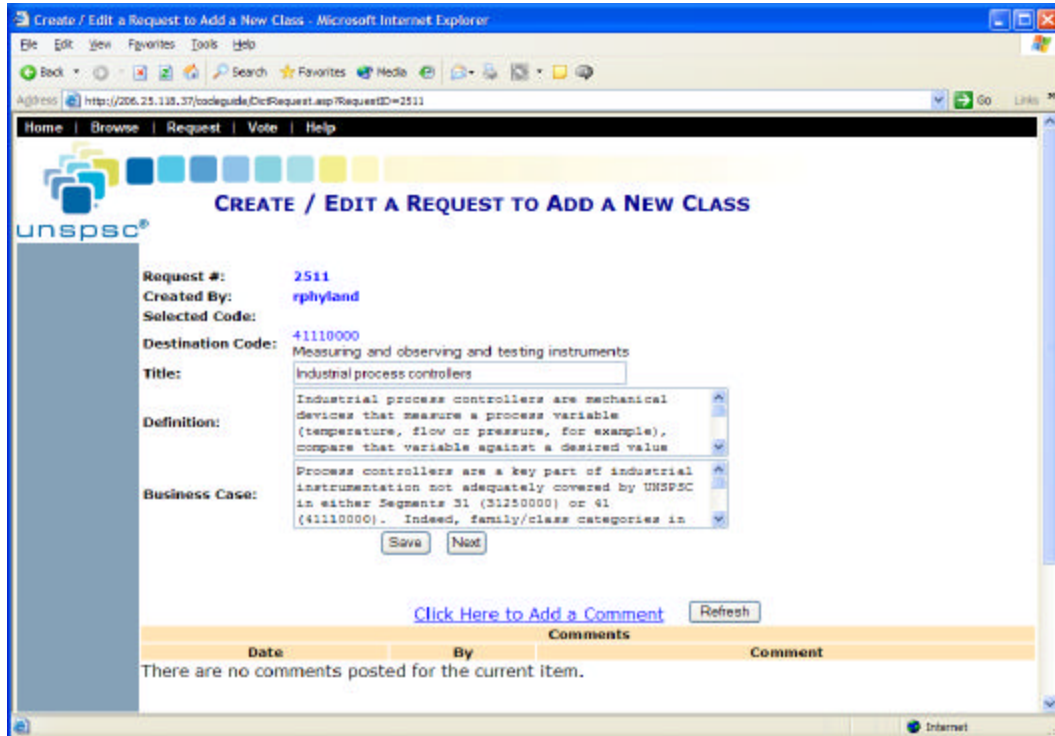 Create / Edit a Request to Add a New Class - Microsoft Internet Explorer
File Edit View Favorites Tools Help
Back Search Favorites Media
Address http://206.25.118.37/codeguide/DictRequest.asp?RequestID=2511 Go Links
Home | Browse | Request | Vote | Help
CREATE / EDIT A REQUEST TO ADD A NEW CLASS
unspsc®
Request #: 2511
Created By: rphyland
Selected Code:
Destination Code: 41110000
Measuring and observing and testing instruments
Title: Industrial process controllers
Definition: Industrial process controllers are mechanical
devices that measure a process variable
(temperature, flow or pressure, for example),
compare that variable against a desired value
Business Case: Process controllers are a key part of industrial
instrumentation not adequately covered by UNSPSC
in either Segments 31 (31250000) or 41
(41110000). Indeed, family/class categories in
Save Next
Click Here to Add a Comment Refresh
Comments
Date By Comment
There are no comments posted for the current item.
Internet